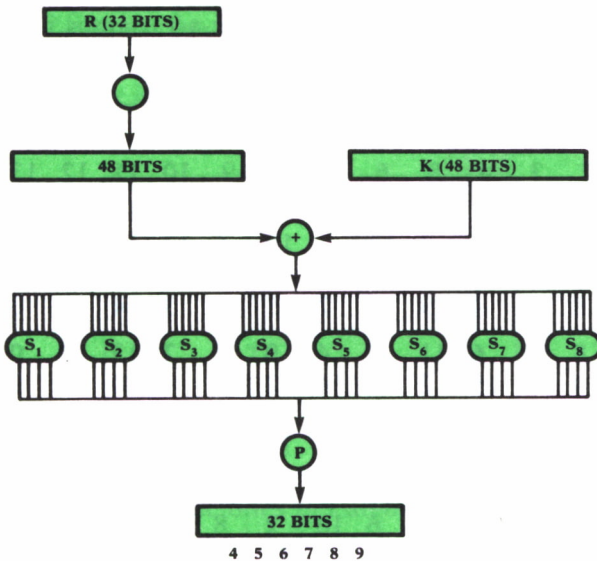 R (32 BITS)
48 BITS
K (48 BITS)
+
S1 S2 S3 S4 S5 S6 S7 S8
P
32 BITS
4 5 6 7 8 9